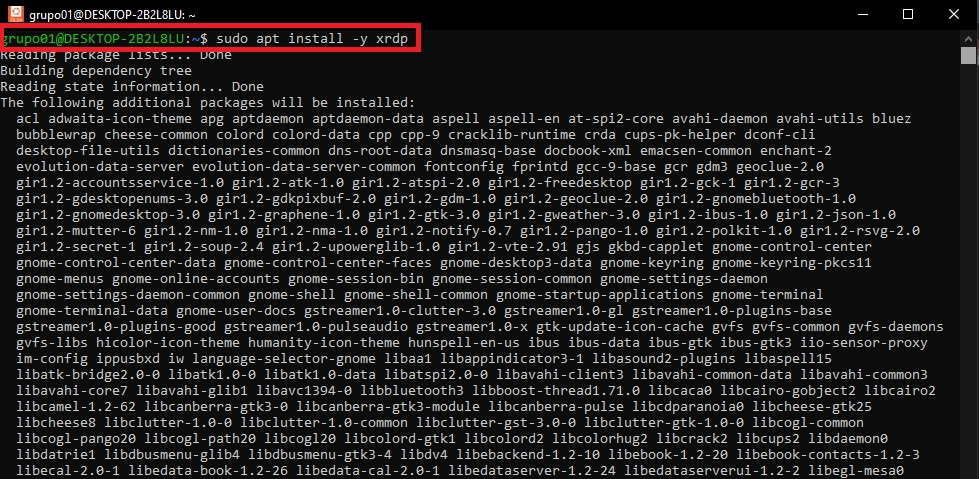 grupo01@DESKTOP-2B2L8LU: ~
grupo01@DESKTOP-2B2L8LU:~$ sudo apt install -y xrdp
Reading package lists... Done
Building dependency tree
Reading state information... Done
The following additional packages will be installed:
acl adwaita-icon-theme apg aptdaemon aptdaemon-data aspell aspell-en at-spi2-core avahi-daemon avahi-utils bluez
bubblewrap cheese-common colord colord-data cpp cpp-9 cracklib-runtime crda cups-pk-helper dconf-cli
desktop-file-utils dictionaries-common dns-root-data dnsmasq-base docbook-xml emacsen-common enchant-2
evolution-data-server evolution-data-server-common fontconfig fprintd gcc-9-base gcr gdm3 geoclue-2.0
gir1.2-accountsservice-1.0 gir1.2-atk-1.0 gir1.2-atspi-2.0 gir1.2-freedesktop gir1.2-gck-1 gir1.2-gcr-3
gir1.2-gdesktopenums-3.0 gir1.2-gdkpixbuf-2.0 gir1.2-gdm-1.0 gir1.2-geoclue-2.0 gir1.2-gnomebluetooth-1.0
gir1.2-gnomedesktop-3.0 gir1.2-graphene-1.0 gir1.2-gtk-3.0 gir1.2-gweather-3.0 gir1.2-ibus-1.0 gir1.2-json-1.0
gir1.2-mutter-6 gir1.2-nm-1.0 gir1.2-nma-1.0 gir1.2-notify-0.7 gir1.2-pango-1.0 gir1.2-polkit-1.0 gir1.2-rsvg-2.0
gir1.2-secret-1 gir1.2-soup-2.4 gir1.2-upowerglib-1.0 gir1.2-vte-2.91 gjs gkbd-capplet gnome-control-center
gnome-control-center-data gnome-control-center-faces gnome-desktop3-data gnome-keyring gnome-keyring-pkcs11
gnome-menus gnome-online-accounts gnome-session-bin gnome-session-common gnome-settings-daemon
gnome-settings-daemon-common gnome-shell gnome-shell-common gnome-startup-applications gnome-terminal
gnome-terminal-data gnome-user-docs gstreamer1.0-clutter-3.0 gstreamer1.0-gl gstreamer1.0-plugins-base
gstreamer1.0-plugins-good gstreamer1.0-pulseaudio gstreamer1.0-x gtk-update-icon-cache gvfs gvfs-common gvfs-daemons
gvfs-libs hicolor-icon-theme humanity-icon-theme hunspell-en-us ibus ibus-data ibus-gtk ibus-gtk3 iio-sensor-proxy
im-config ippusbxd iw language-selector-gnome libaa1 libappindicator3-1 libasound2-plugins libaspell15
libatk-bridge2.0-0 libatk1.0-0 libatk1.0-data libatspi2.0-0 libavahi-client3 libavahi-common-data libavahi-common3
libavahi-core7 libavahi-glib1 libavc1394-0 libbluetooth3 libboost-thread1.71.0 libcaca0 libcairo-gobject2 libcairo2
libcamel-1.2-62 libcanberra-gtk3-0 libcanberra-gtk3-module libcanberra-pulse libcdparanoia0 libcheese-gtk25
libcheese8 libclutter-1.0-0 libclutter-1.0-common libclutter-gst-3.0-0 libclutter-gtk-1.0-0 libcogl-common
libcogl-pango20 libcogl-path20 libcogl20 libcolord-gtk1 libcolord2 libcolorhug2 libcrack2 libcups2 libdaemon0
libdatrie1 libdbusmenu-glib4 libdbusmenu-gtk3-4 libdv4 libebackend-1.2-10 libebook-1.2-20 libebook-contacts-1.2-3
libecal-2.0-1 libedata-book-1.2-26 libedata-cal-2.0-1 libedataserver-1.2-24 libedataserverui-1.2-2 libegl-mesa0